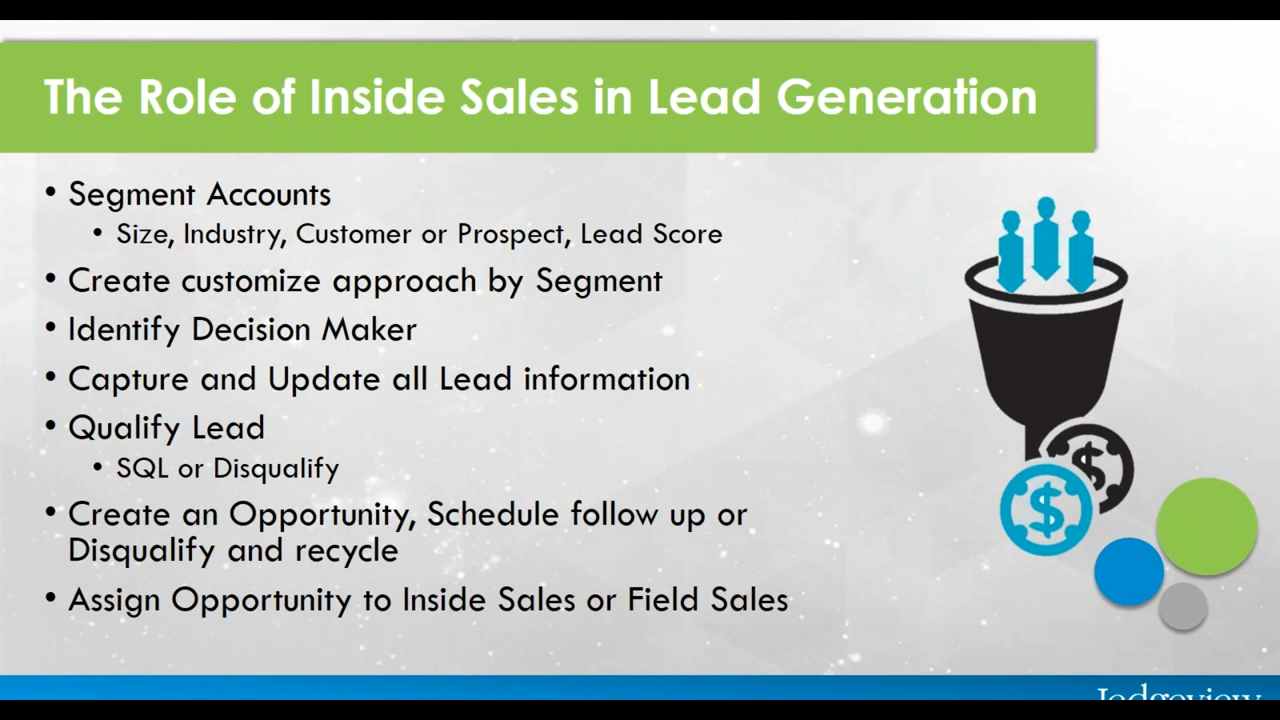 The Role of Inside Sales in Lead Generation
• Segment Accounts
• Size, Industry, Customer or Prospect, Lead Score
• Create customize approach by Segment
• Identify Decision Maker
• Capture and Update all Lead information
• Qualify Lead
• SQL or Disqualify
• Create an Opportunity, Schedule follow up or
Disqualify and recycle
• Assign Opportunity to Inside Sales or Field Sales
$
$